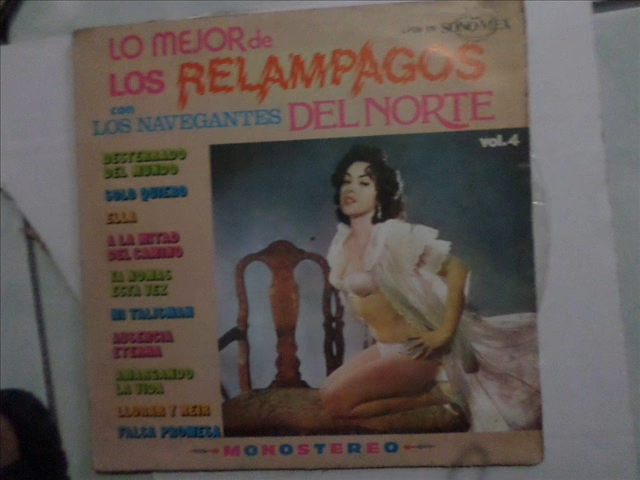 LO MEJOR de
SONOMEX
LOS RELAMPAGOS
con
LOS NAVEGANTES DEL NORTE
vol.4
DESTERRADO
DEL MUNDO
SOLO QUIERO
ELLA
A LA MITAD
DEL CAMINO
YA NOMAS
ESTA VEZ
MI TALISMAN
AUSENCIA
ETERNA
AMARGANDO
LA VIDA
LLORAR Y REIR
FALSA PROMESA
MONOSTEREO